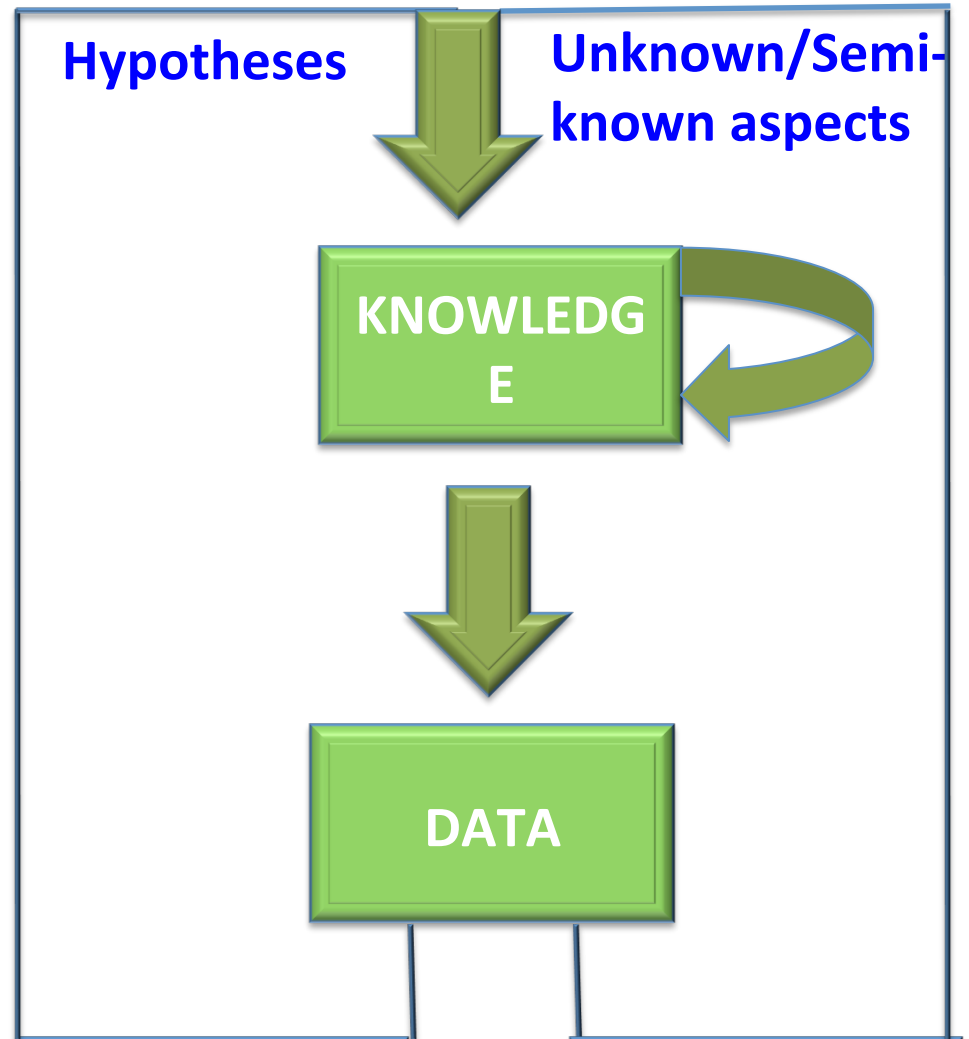 Hypotheses
Unknown/Semi-
known aspects
KNOWLEDG
E
DATA